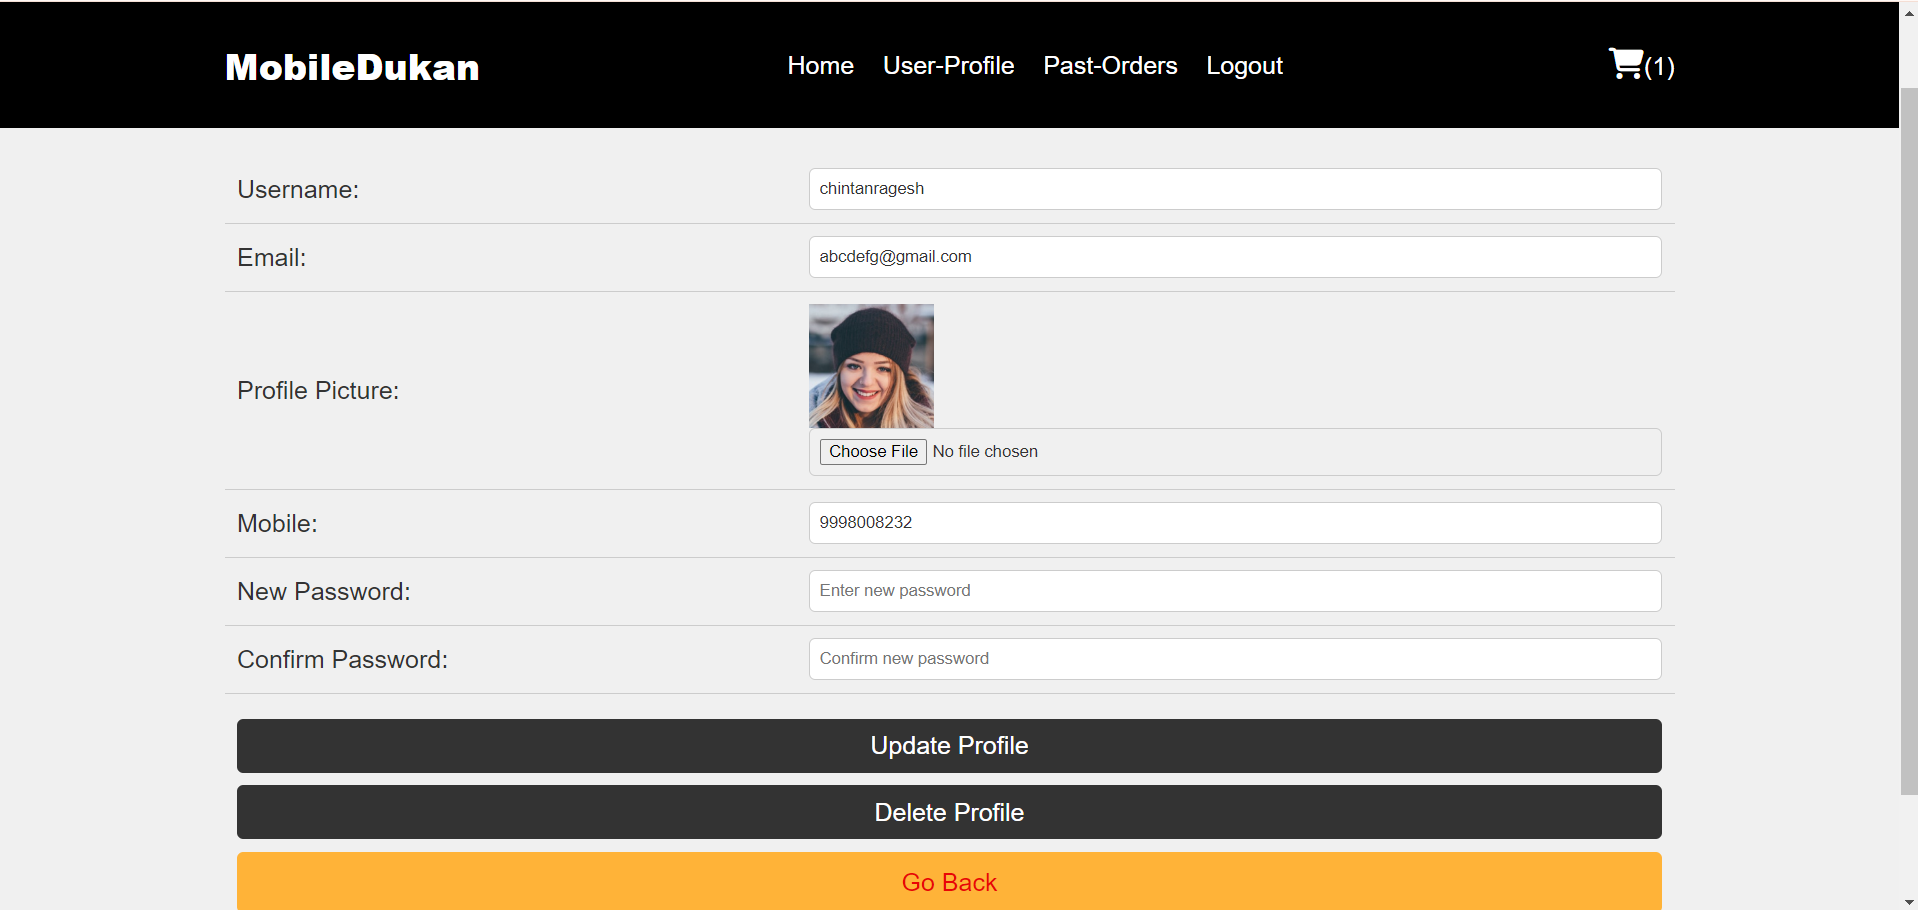 MobileDukan
Home User-Profile Past-Orders Logout
(1)
Username: chintanragesh
Email: abcdefg@gmail.com
Profile Picture:
Choose File No file chosen
Mobile: 9998008232
New Password: Enter new password
Confirm Password: Confirm new password
Update Profile
Delete Profile
Go Back